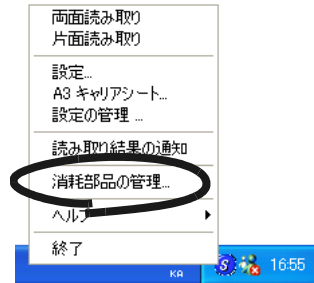 両面読み取り
片面読み取り
設定...
A3 キャリアシート...
設定の管理 ...
読み取り結果の通知
消耗部品の管理...
ヘルプ
終了
KA
S
16:55